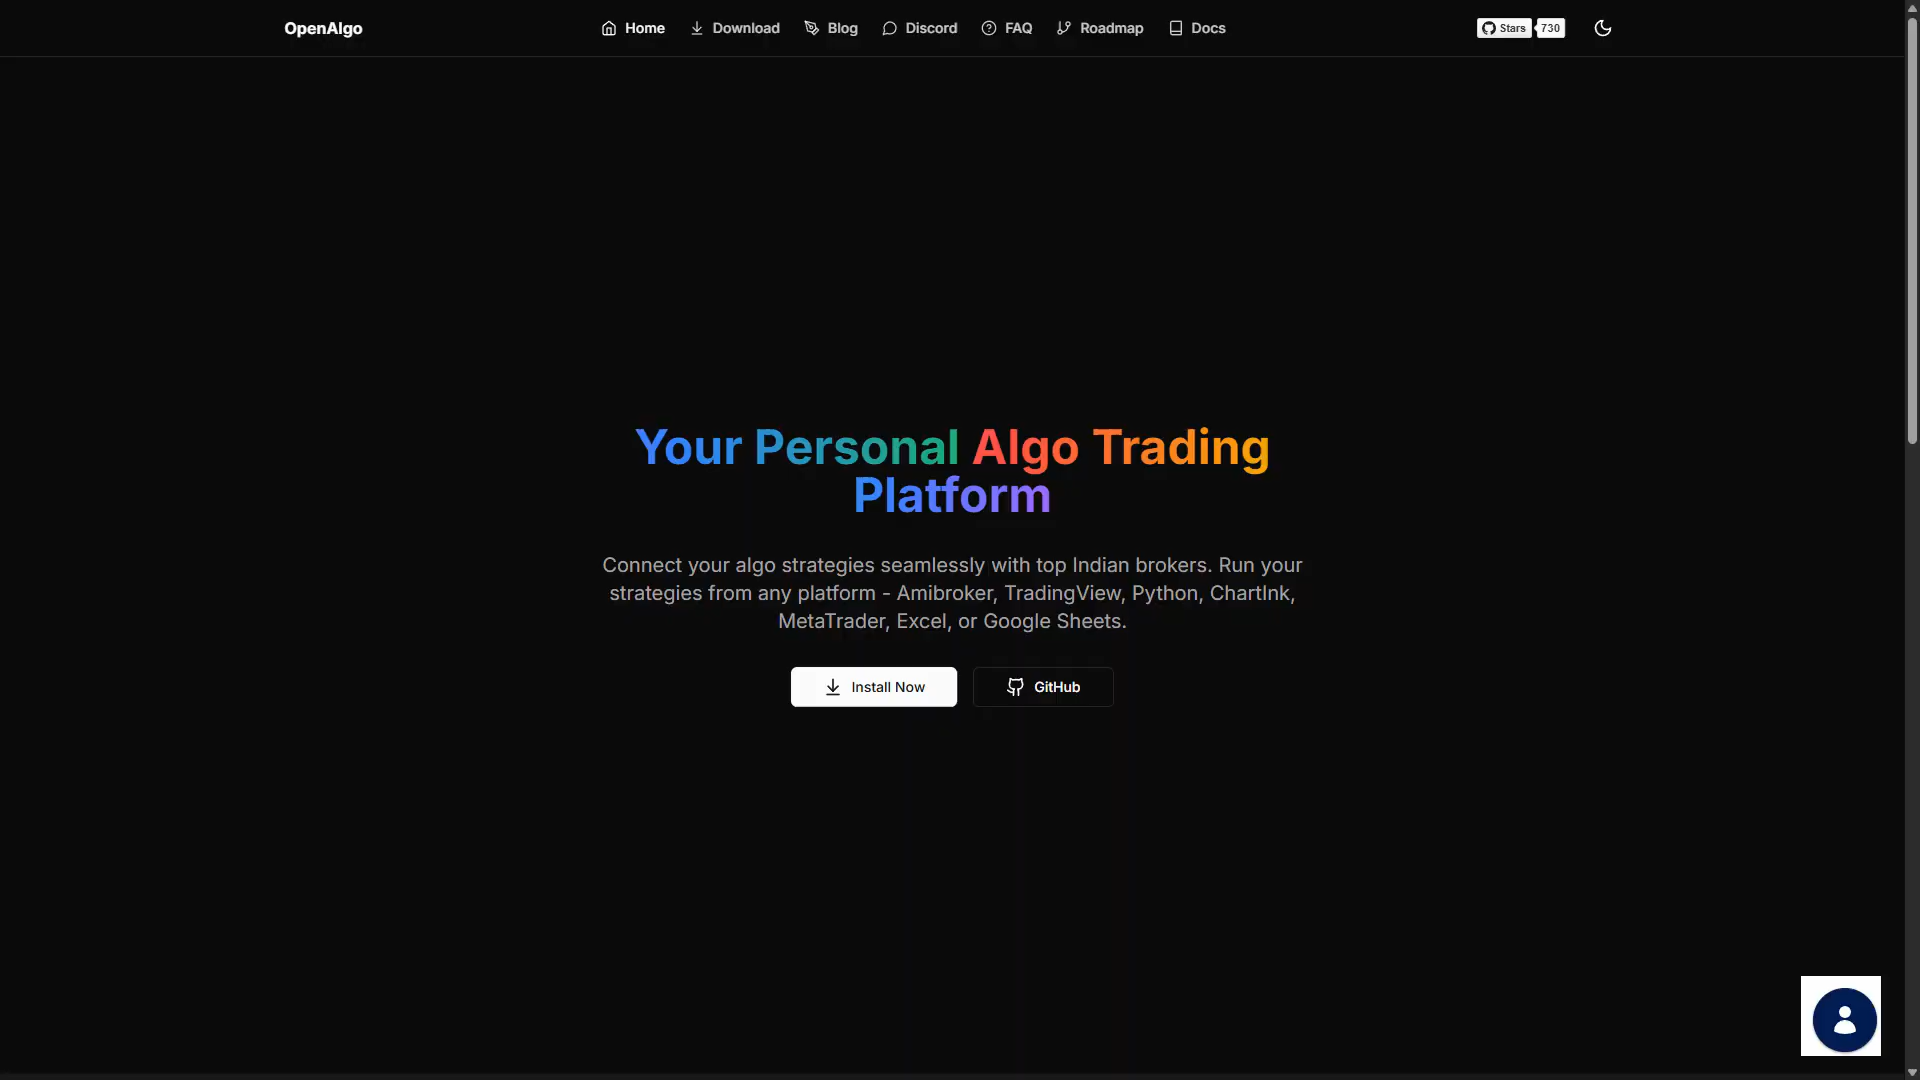 OpenAlgo
Home Download Blog Discord FAQ Roadmap Docs
Stars 730
Your Personal Algo Trading
Platform
Connect your algo strategies seamlessly with top Indian brokers. Run your
strategies from any platform - Amibroker, TradingView, Python, ChartInk,
MetaTrader, Excel, or Google Sheets.
Install Now GitHub